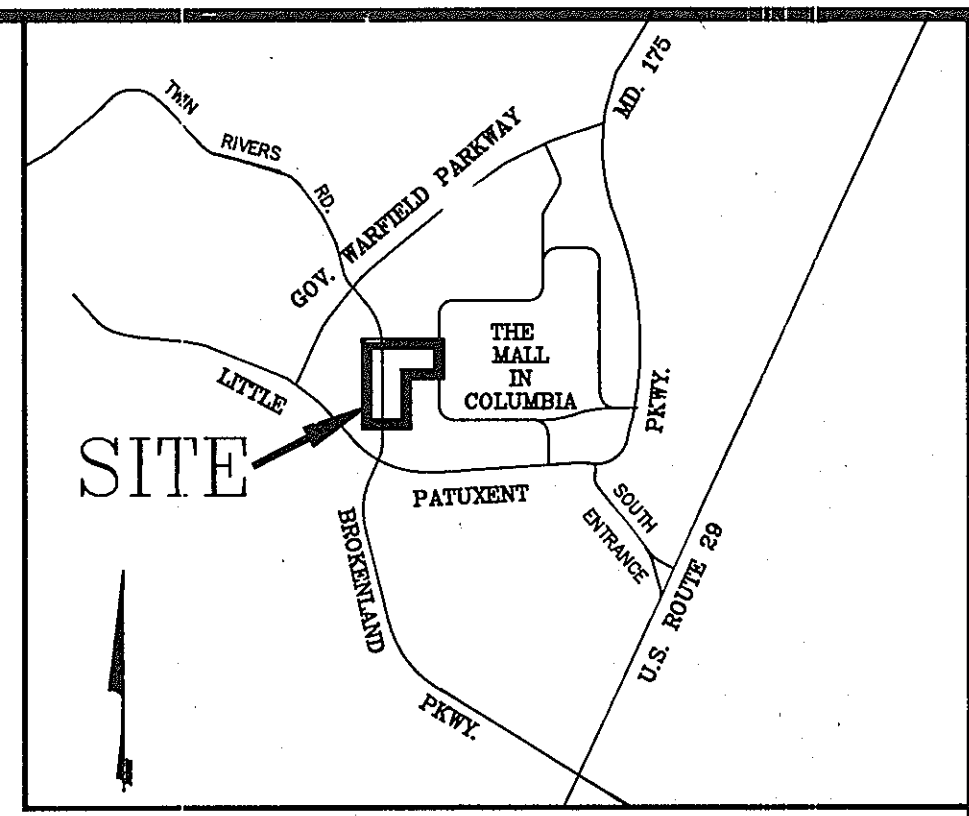 TWIN
RIVERS
RD.
GOV. WARFIELD PARKWAY
MD. 175
THE
MALL
IN
COLUMBIA
PKWY.
LITTLE
SITE
PATUXENT
SOUTH
ENTRANCE
BROKENLAND
U.S. ROUTE 29
PKWY.